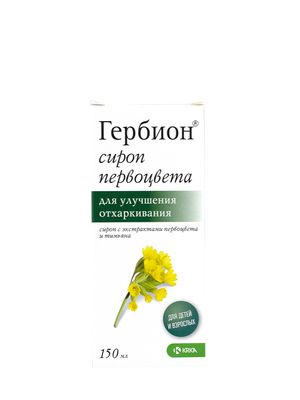 Гербион®
сироп
первоцвета
для улучшения
отхаркивания
сироп с экстрактами первоцвета
и тимьяна
для детей
и взрослых
150 мл
KRKA